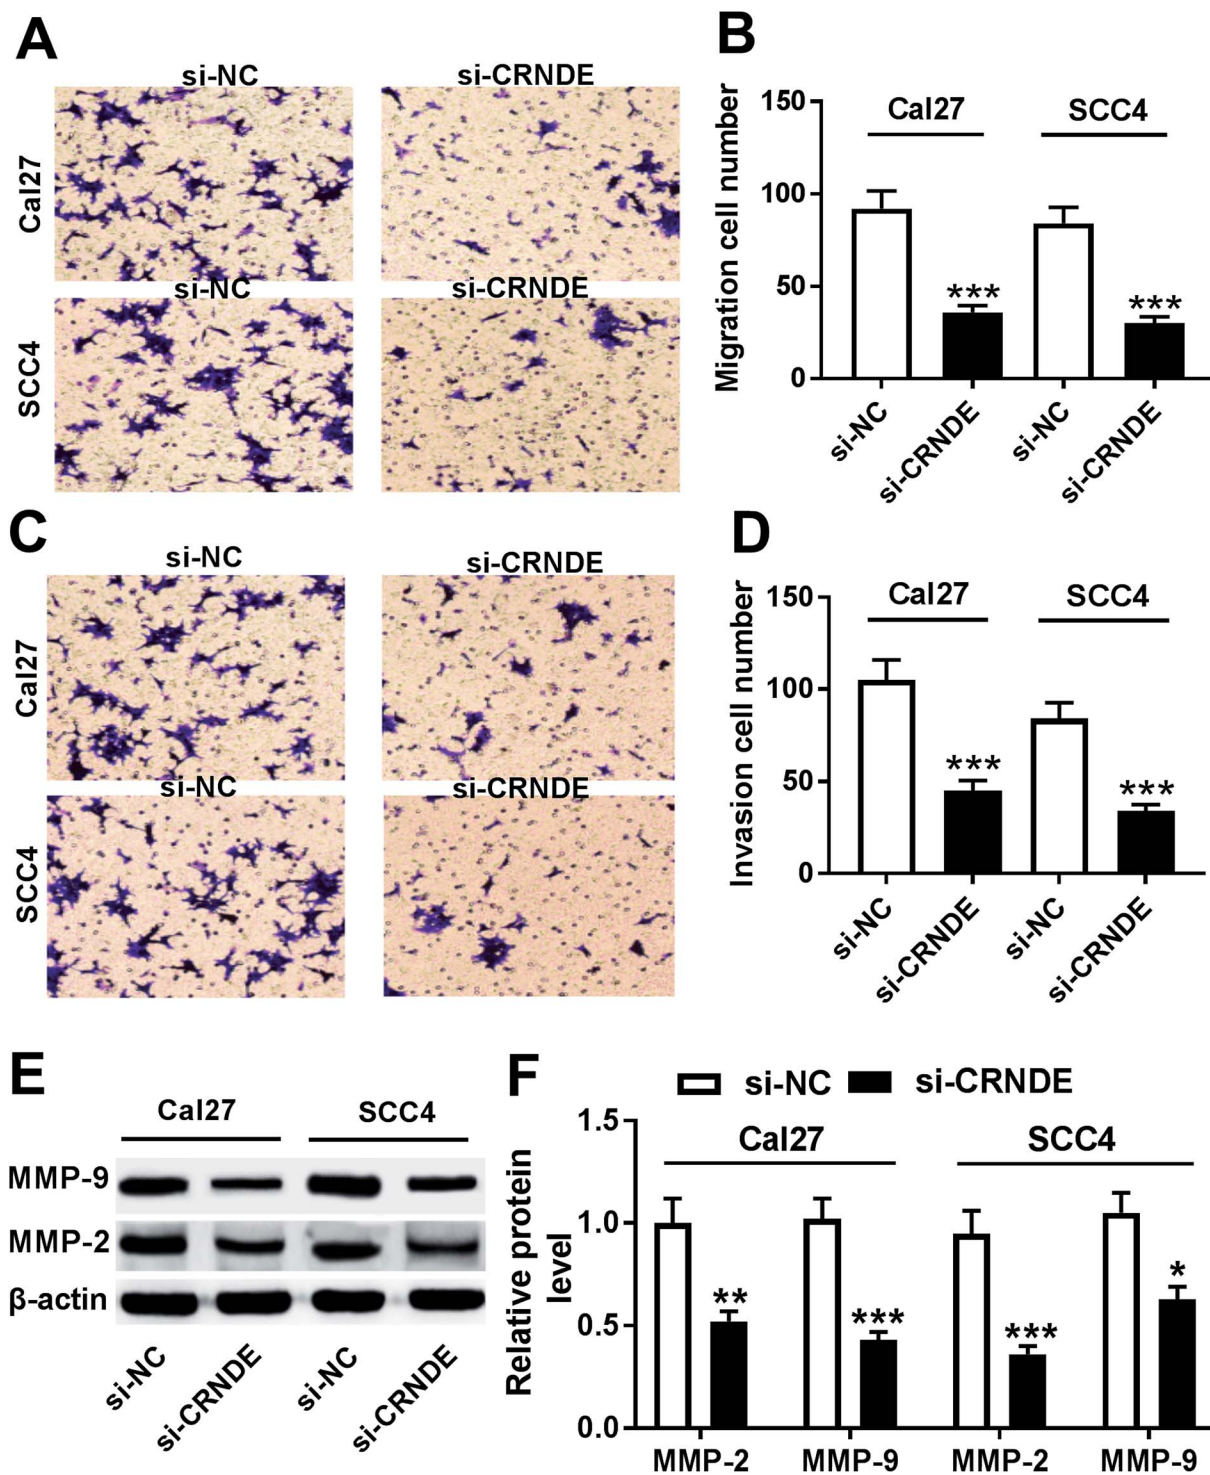 A
B
si-NC
si-CRNDE
Cal27
si-NC
si-CRNDE
SCC4
Migration cell number
150
100
50
0
Cal27
SCC4
***
***
si-NC
si-CRNDE
si-NC
si-CRNDE
C
D
si-NC
si-CRNDE
Cal27
si-NC
si-CRNDE
SCC4
Invasion cell number
150
100
50
0
Cal27
SCC4
***
***
si-NC
si-CRNDE
si-NC
si-CRNDE
E
Cal27
SCC4
MMP-9
MMP-2
β-actin
si-NC
si-CRNDE
si-NC
si-CRNDE
F
si-NC
si-CRNDE
Relative protein
level
1.5
1.0
0.5
0.0
Cal27
SCC4
**
***
***
*
MMP-2
MMP-9
MMP-2
MMP-9